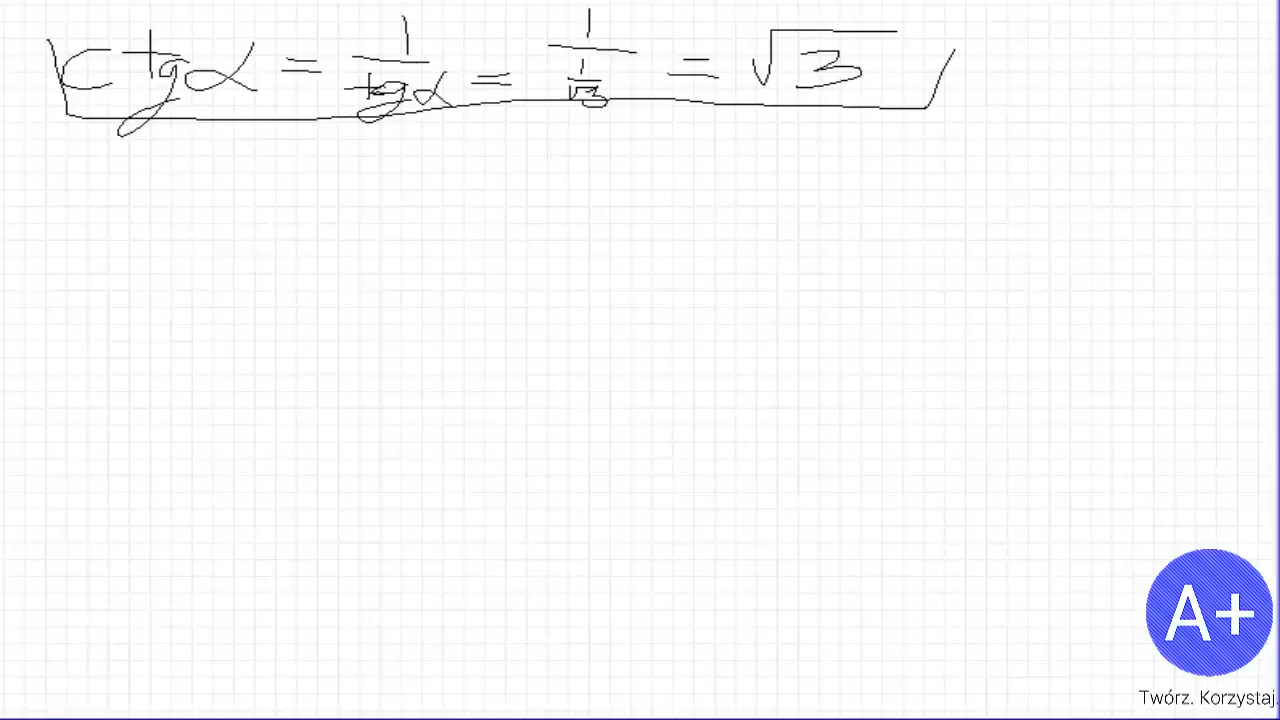 ctgα = 1/tgα = 1/(1/√3) = √3
A+
Twórz. Korzystaj.